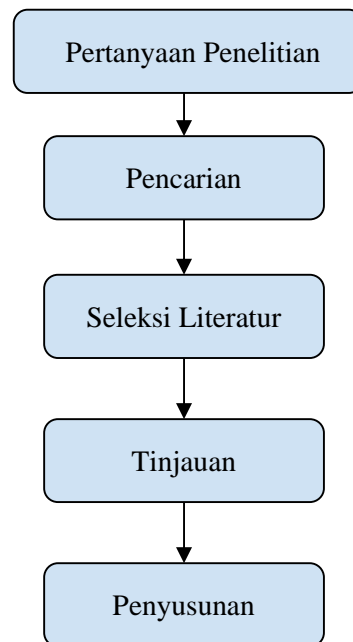 Pertanyaan Penelitian
Pencarian
Seleksi Literatur
Tinjauan
Penyusunan